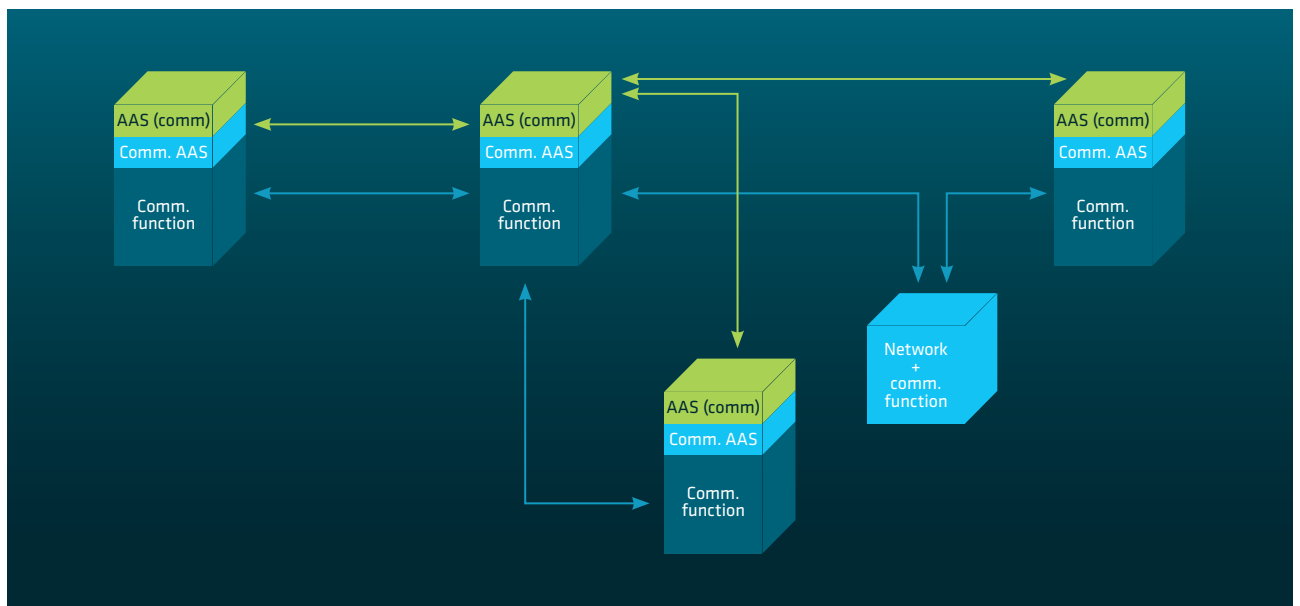 AAS (comm)
Comm. AAS
Comm.
function
AAS (comm)
Comm. AAS
Comm.
function
AAS (comm)
Comm. AAS
Comm.
function
Network
+
comm.
function
AAS (comm)
Comm. AAS
Comm.
function